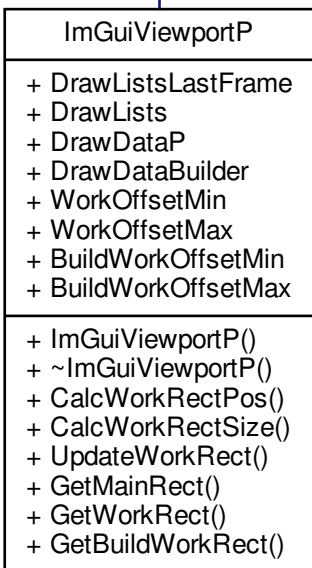 ImGuiViewportP
+ DrawListsLastFrame
+ DrawLists
+ DrawDataP
+ DrawDataBuilder
+ WorkOffsetMin
+ WorkOffsetMax
+ BuildWorkOffsetMin
+ BuildWorkOffsetMax
+ ImGuiViewportP()
+ ~ImGuiViewportP()
+ CalcWorkRectPos()
+ CalcWorkRectSize()
+ UpdateWorkRect()
+ GetMainRect()
+ GetWorkRect()
+ GetBuildWorkRect()